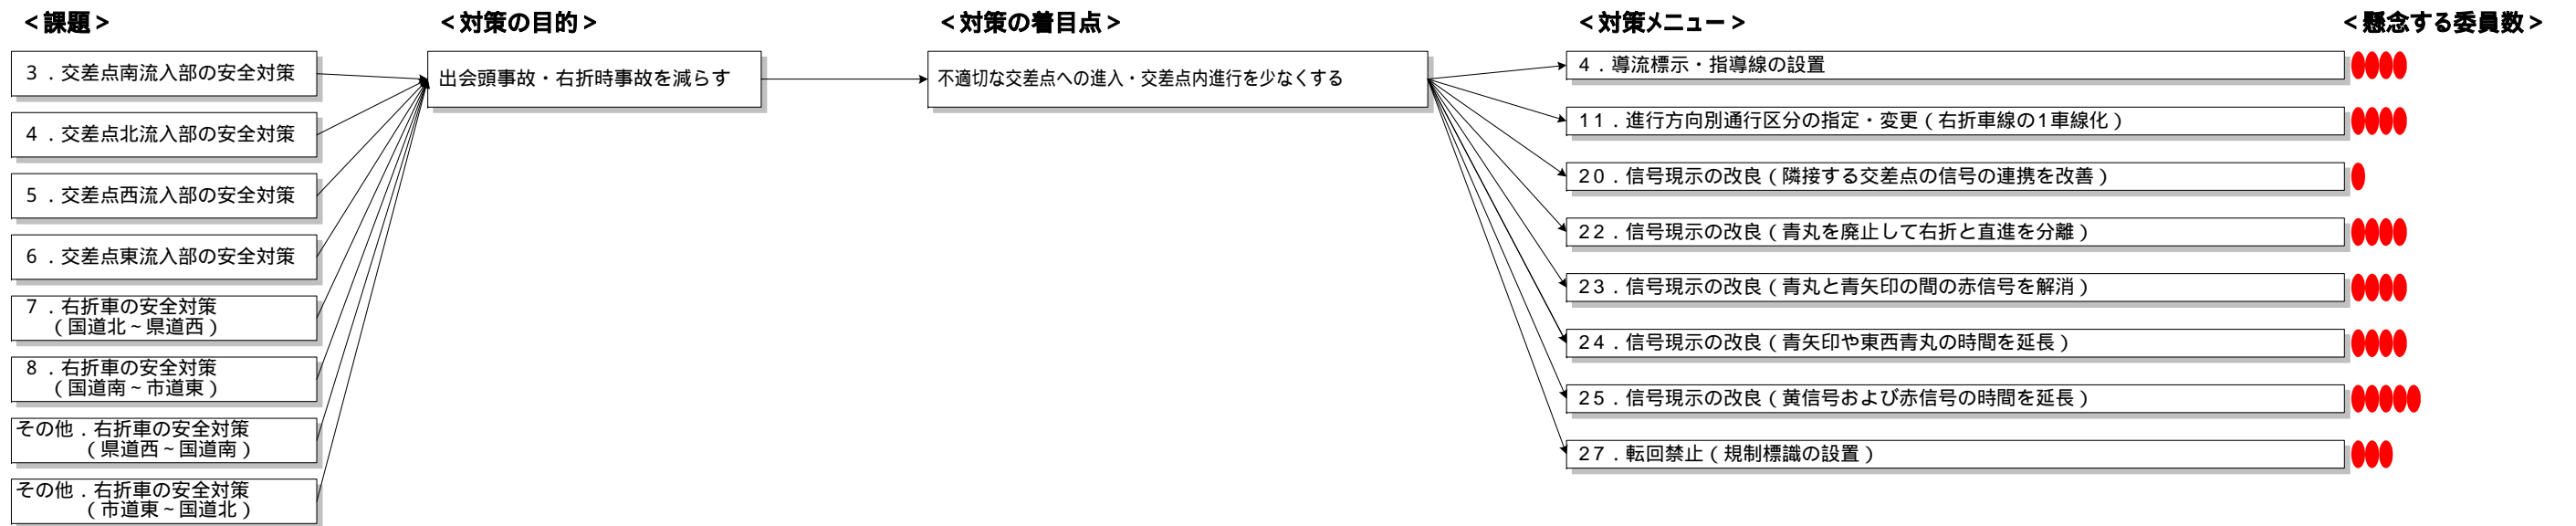 ＜課題＞
＜対策の目的＞
＜対策の着目点＞
＜対策メニュー＞
＜懸念する委員数＞
３．交差点南流入部の安全対策
４．交差点北流入部の安全対策
５．交差点西流入部の安全対策
６．交差点東流入部の安全対策
７．右折車の安全対策
（国道北～県道西）
８．右折車の安全対策
（国道南～市道東）
その他．右折車の安全対策
（県道西～国道南）
その他．右折車の安全対策
（市道東～国道北）
出会頭事故・右折時事故を減らす
不適切な交差点への進入・交差点内進行を少なくする
4．導流標示・指導線の設置
11．進行方向別通行区分の指定・変更（右折車線の1車線化）
20．信号現示の改良（隣接する交差点の信号の連携を改善）
22．信号現示の改良（青丸を廃止して右折と直進を分離）
23．信号現示の改良（青丸と青矢印の間の赤信号を解消）
24．信号現示の改良（青矢印や東西青丸の時間を延長）
25．信号現示の改良（黄信号および赤信号の時間を延長）
27．転回禁止（規制標識の設置）